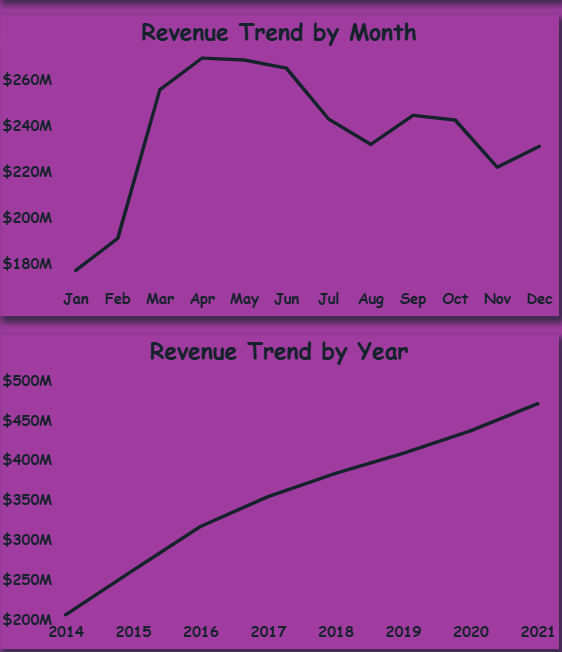 Revenue Trend by Month
$260M
$240M
$220M
$200M
$180M
Jan Feb Mar Apr May Jun Jul Aug Sep Oct Nov Dec
Revenue Trend by Year
$500M
$450M
$400M
$350M
$300M
$250M
$200M
2014 2015 2016 2017 2018 2019 2020 2021